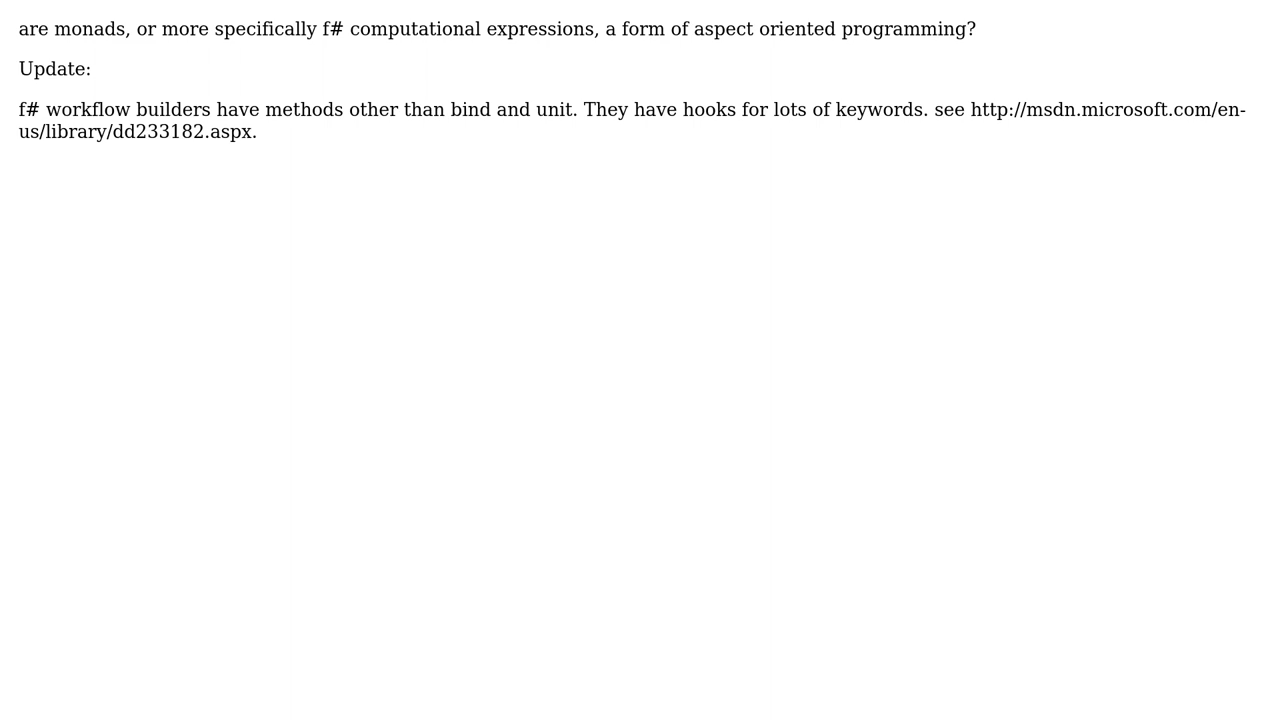 are monads, or more specifically f# computational expressions, a form of aspect oriented programming?
Update:
f# workflow builders have methods other than bind and unit. They have hooks for lots of keywords. see http://msdn.microsoft.com/en-
us/library/dd233182.aspx.